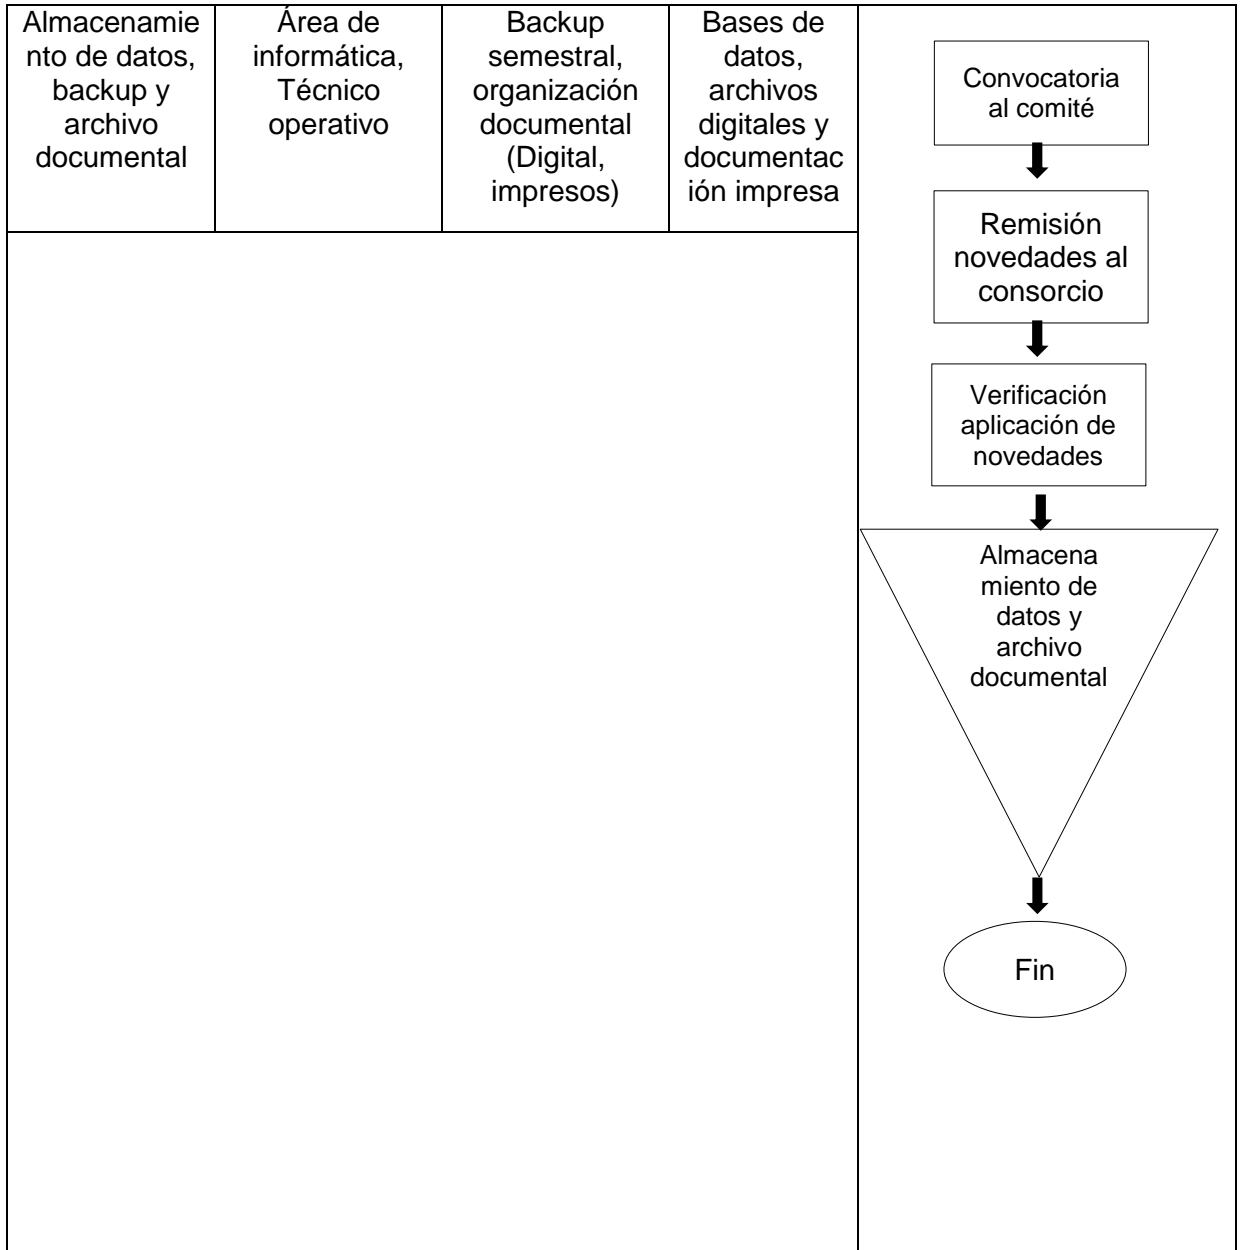 Almacenamie
nto de datos,
backup y
archivo
documental
Área de
informática,
Técnico
operativo
Backup
semestral,
organización
documental
(Digital,
impresos)
Bases de
datos,
archivos
digitales y
documentac
ión impresa
Convocatoria
al comité
Remisión
novedades al
consorcio
Verificación
aplicación de
novedades
Almacena
miento de
datos y
archivo
documental
Fin